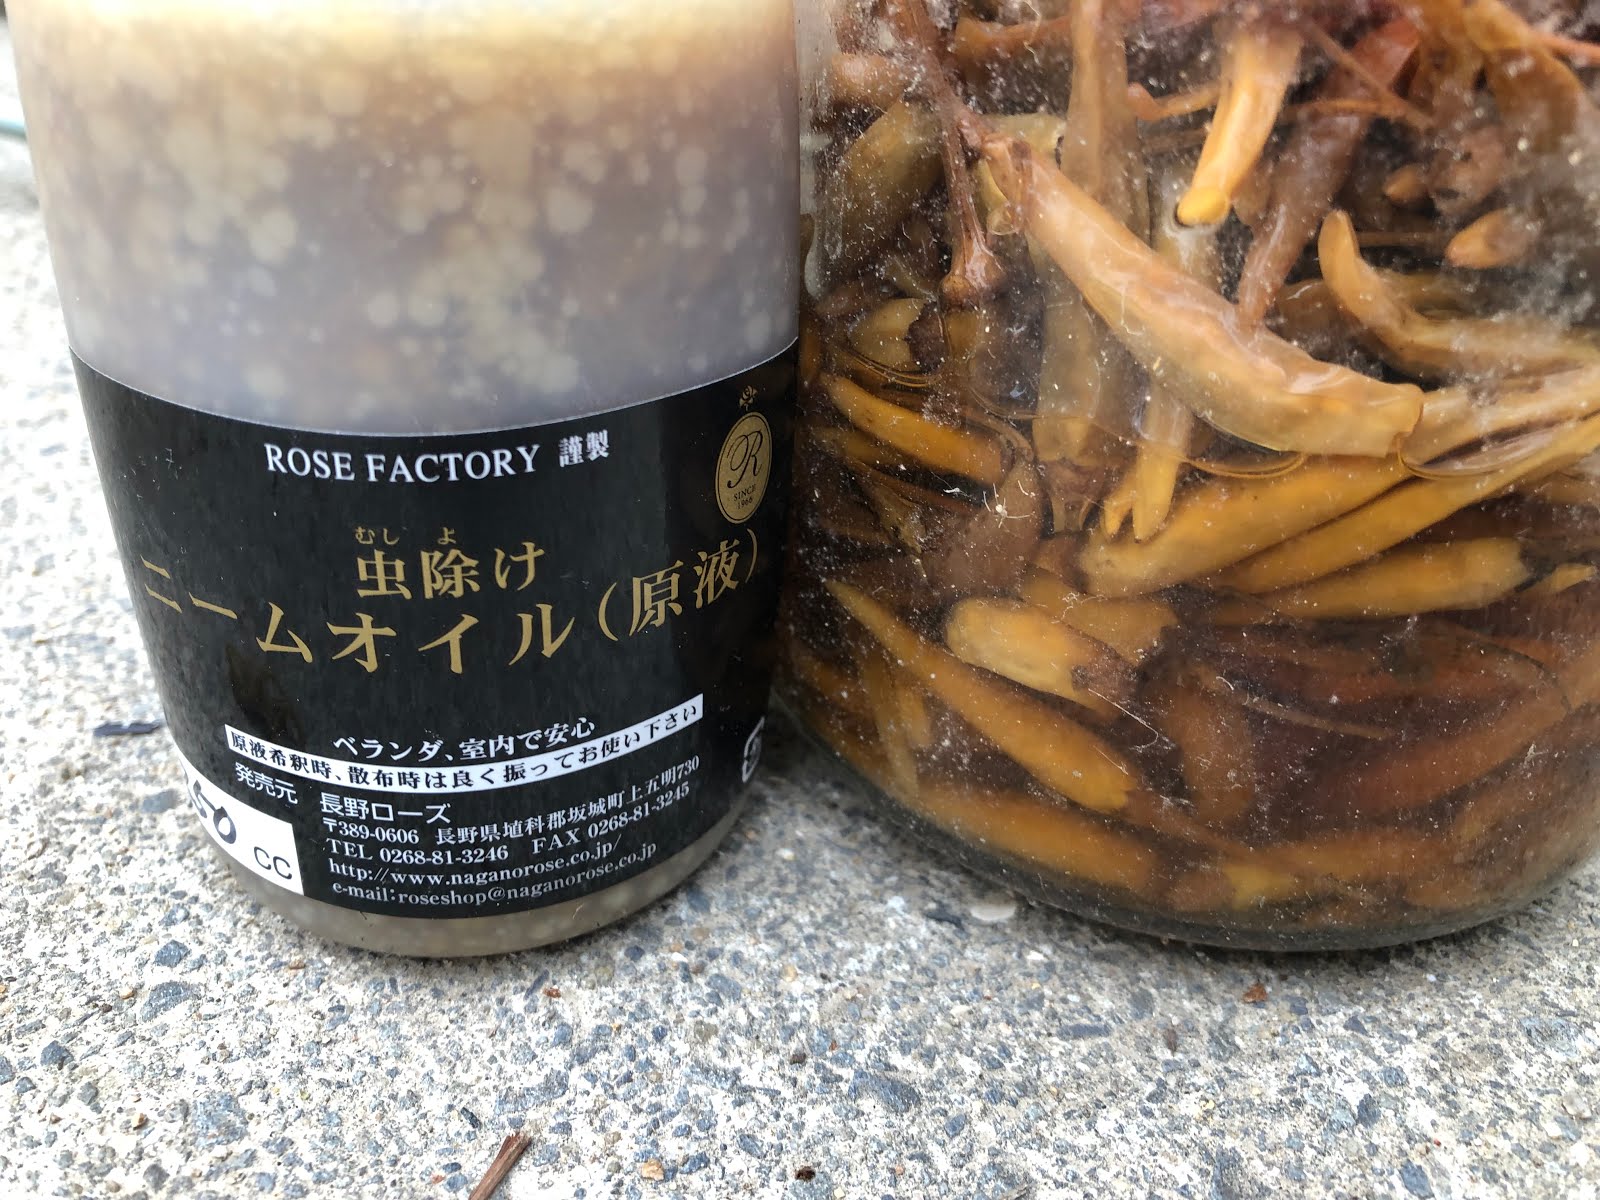 ROSE FACTORY 謹製
R
SINCE
1968
むし よ
虫除け
ニームオイル(原液)
ベランダ、室内で安心
原液希釈時、散布時は良く振ってお使い下さい
発売元 長野ローズ
〒389-0606 長野県埴科郡坂城町上五明730
TEL 0268-81-3246 FAX 0268-81-3245
http://www.naganorose.co.jp/
e-mail:roseshop@naganorose.co.jp
cc